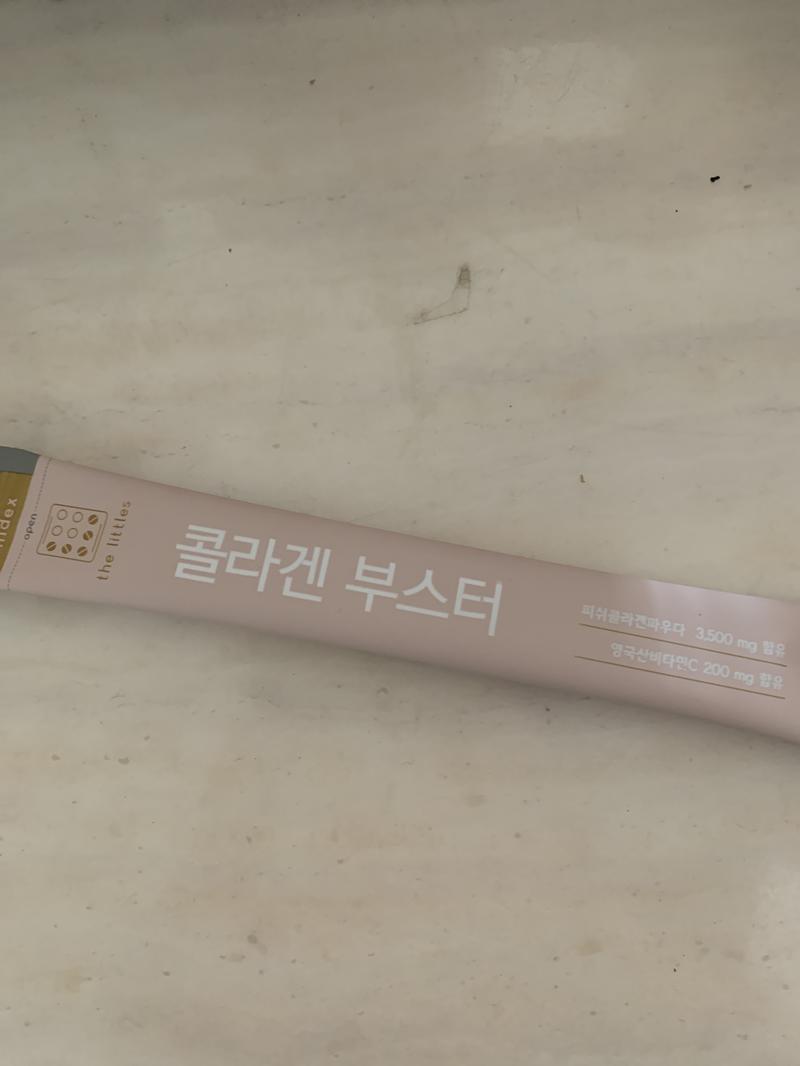 index
open
the littles
콜라겐 부스터
피쉬콜라겐파우다 3,500 mg 함유
영국산비타민C 200 mg 함유